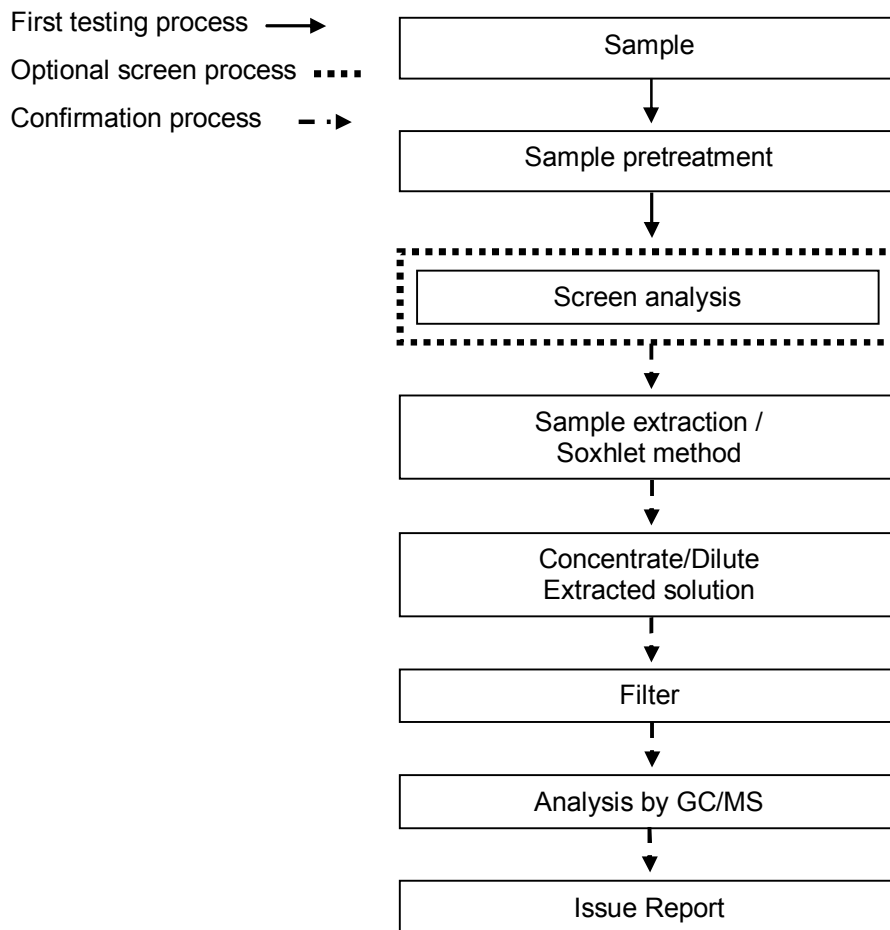 First testing process
Optional screen process
Confirmation process
Sample
Sample pretreatment
Screen analysis
Sample extraction /
Soxhlet method
Concentrate/Dilute
Extracted solution
Filter
Analysis by GC/MS
Issue Report